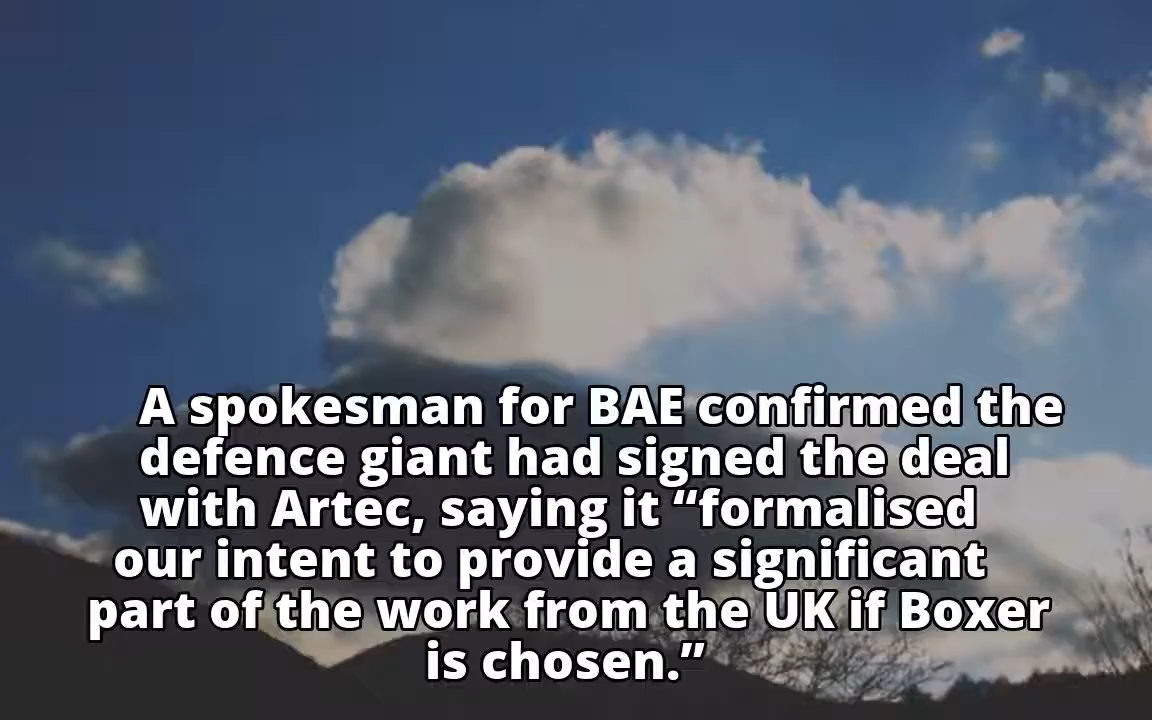 A spokesman for BAE confirmed the
defence giant had signed the deal
with Artec, saying it “formalised
our intent to provide a significant
part of the work from the UK if Boxer
is chosen.”